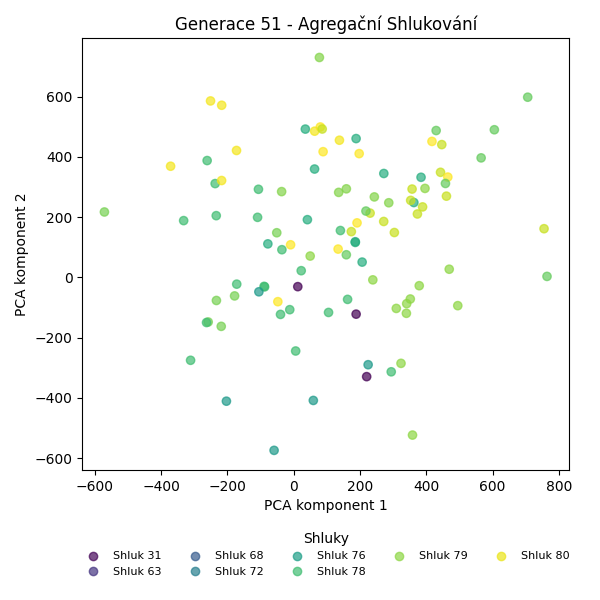 Generace 51 - Agregační Shlukování
PCA komponent 2
600
400
200
0
−200
−400
−600
−600 −400 −200 0 200 400 600 800
PCA komponent 1
Shluky
Shluk 31 Shluk 68 Shluk 76 Shluk 79 Shluk 80
Shluk 63 Shluk 72 Shluk 78